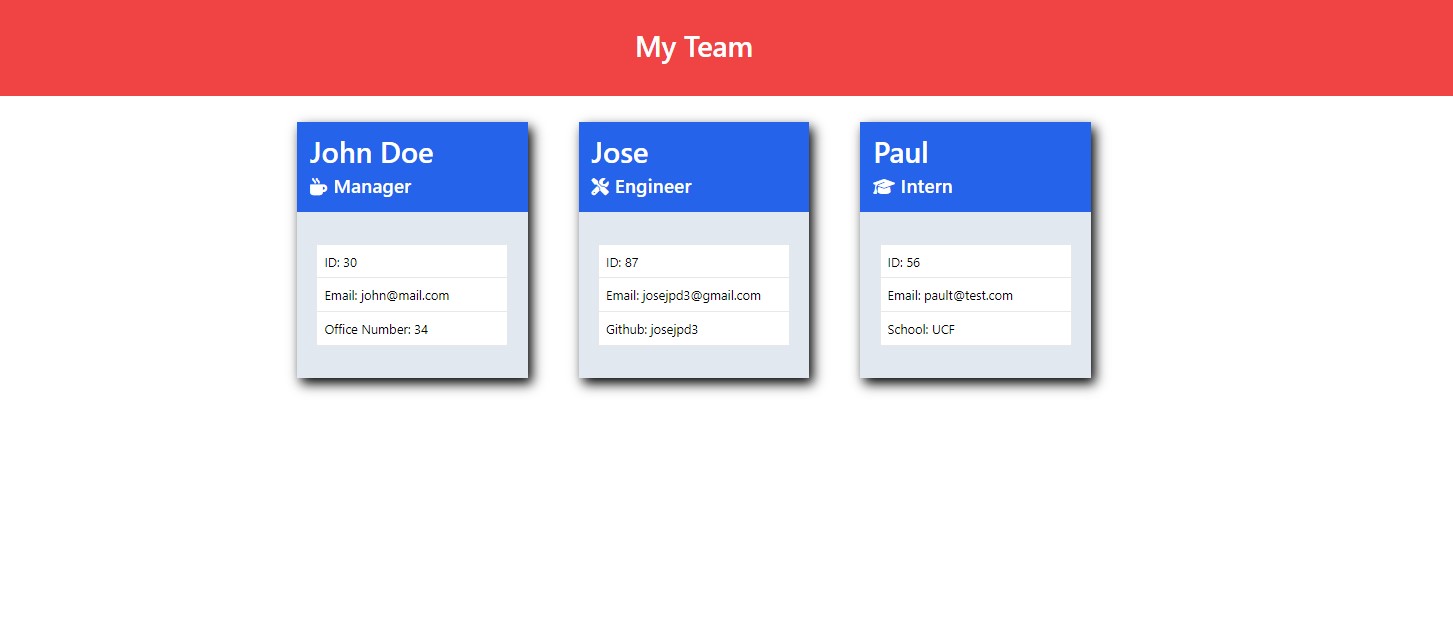 My Team
John Doe
Manager
ID: 30
Email: john@mail.com
Office Number: 34
Jose
Engineer
ID: 87
Email: josejpd3@gmail.com
Github: josejpd3
Paul
Intern
ID: 56
Email: pault@test.com
School: UCF